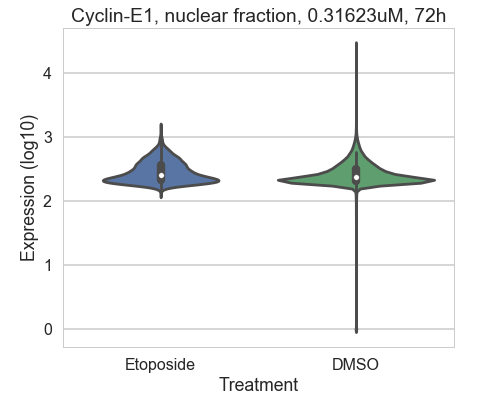 Cyclin-E1, nuclear fraction, 0.31623uM, 72h
Expression (log10)
4
3
2
1
0
Etoposide DMSO
Treatment